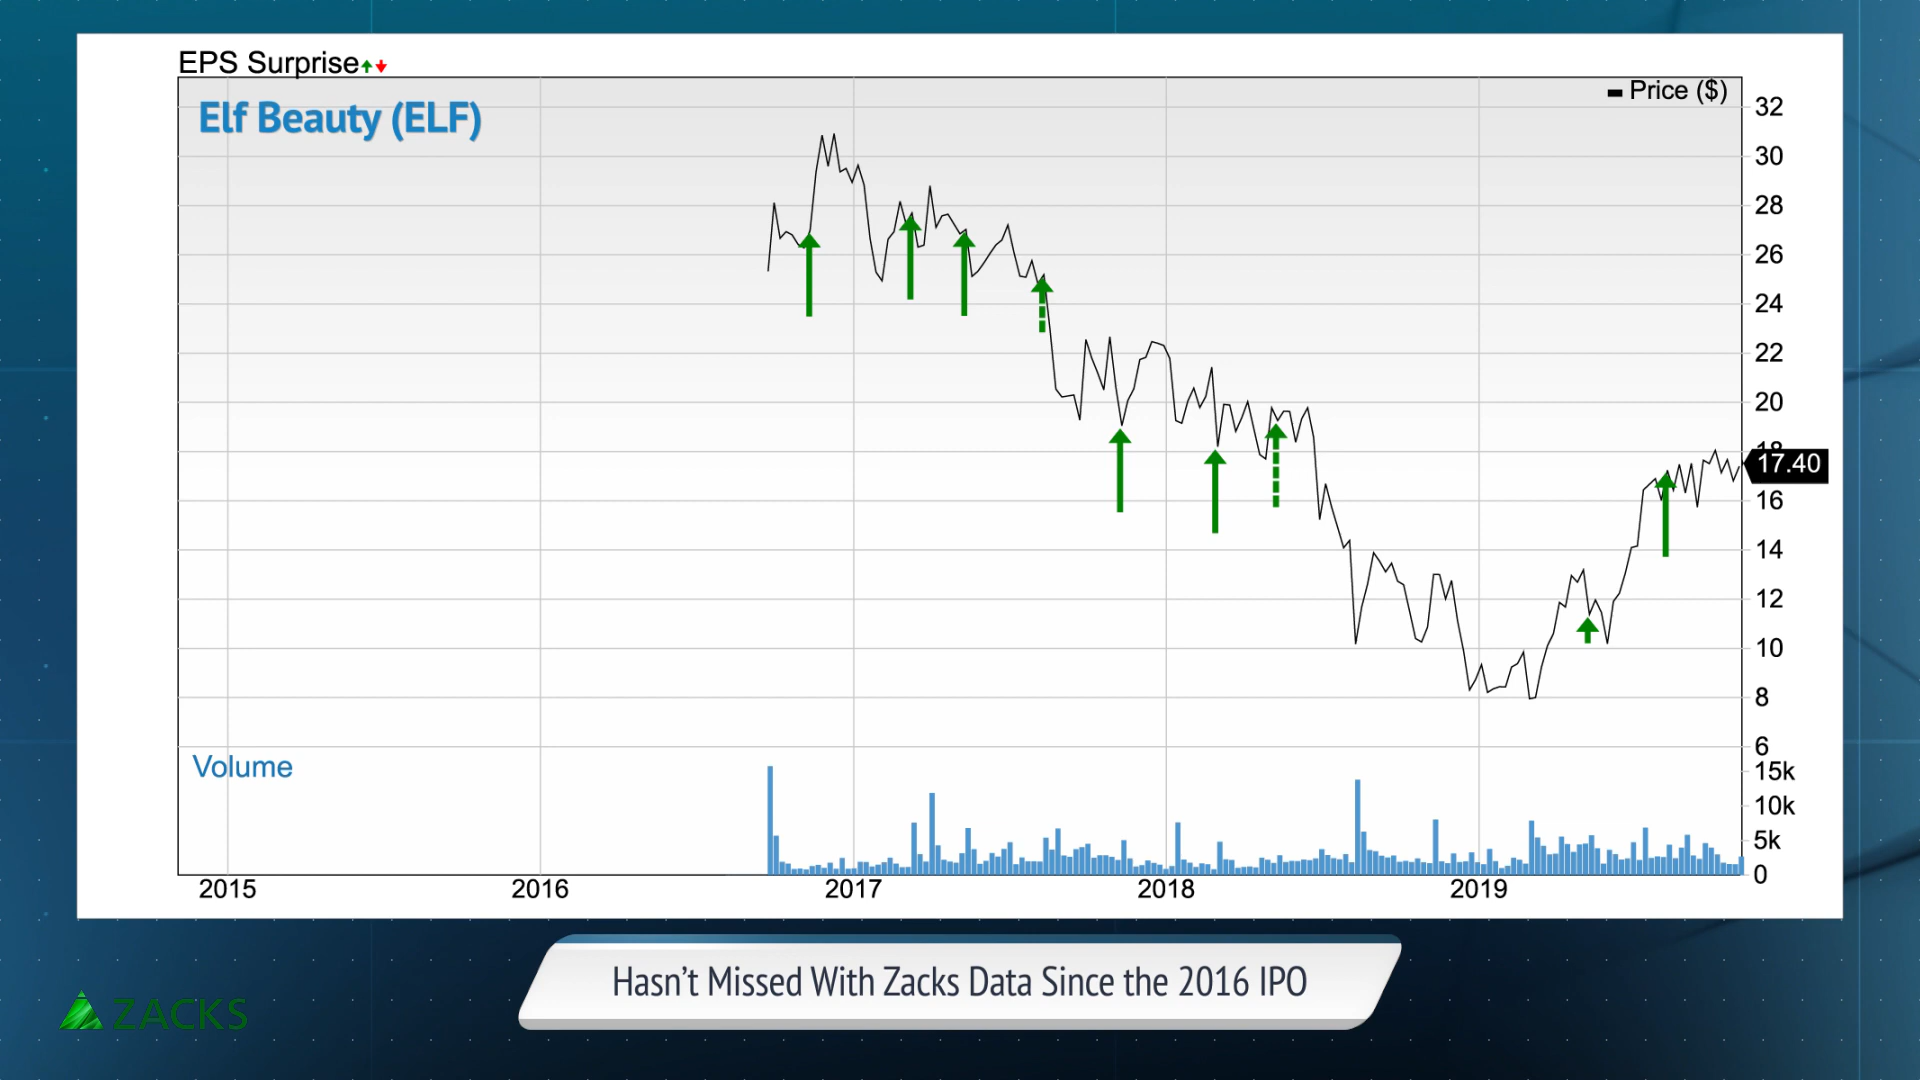 EPS Surprise
Elf Beauty (ELF)
Price ($)
32
30
28
26
24
22
20
18
17.40
16
14
12
10
8
6
Volume
15k
10k
5k
0
2015 2016 2017 2018 2019
Hasn't Missed With Zacks Data Since the 2016 IPO
ZACKS